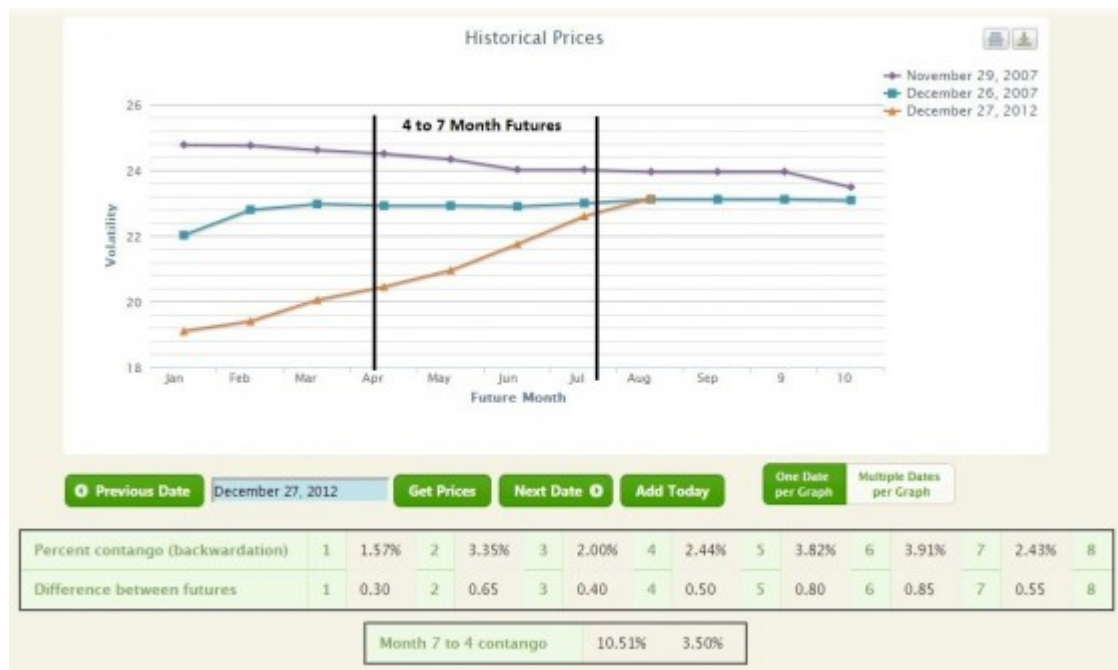 Historical Prices
November 29, 2007
December 26, 2007
December 27, 2012
4 to 7 Month Futures
26
24
22
20
18
Volatility
Jan Feb Mar Apr May Jun Jul Aug Sep 9 10
Future Month
Previous Date December 27, 2012 Get Prices Next Date Add Today One Date per Graph Multiple Dates per Graph
Percent contango (backwardation) 1 1.57% 2 3.35% 3 2.00% 4 2.44% 5 3.82% 6 3.91% 7 2.43% 8
Difference between futures 1 0.30 2 0.65 3 0.40 4 0.50 5 0.80 6 0.85 7 0.55 8
Month 7 to 4 contango 10.51% 3.50%